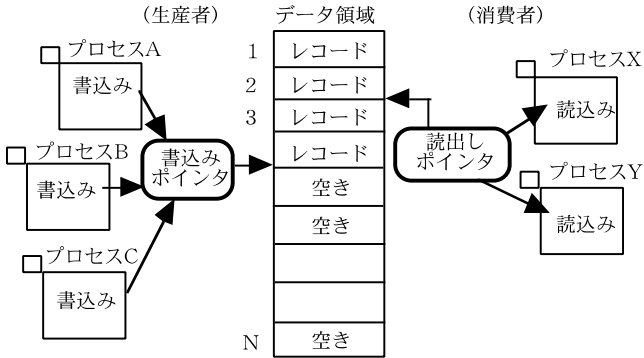 （生産者）
データ領域
（消費者）
プロセスA
書込み
プロセスB
書込み
プロセスC
書込み
書込み
ポインタ
1
レコード
2
レコード
3
レコード
レコード
空き
空き
N
空き
読出し
ポインタ
プロセスX
読込み
プロセスY
読込み